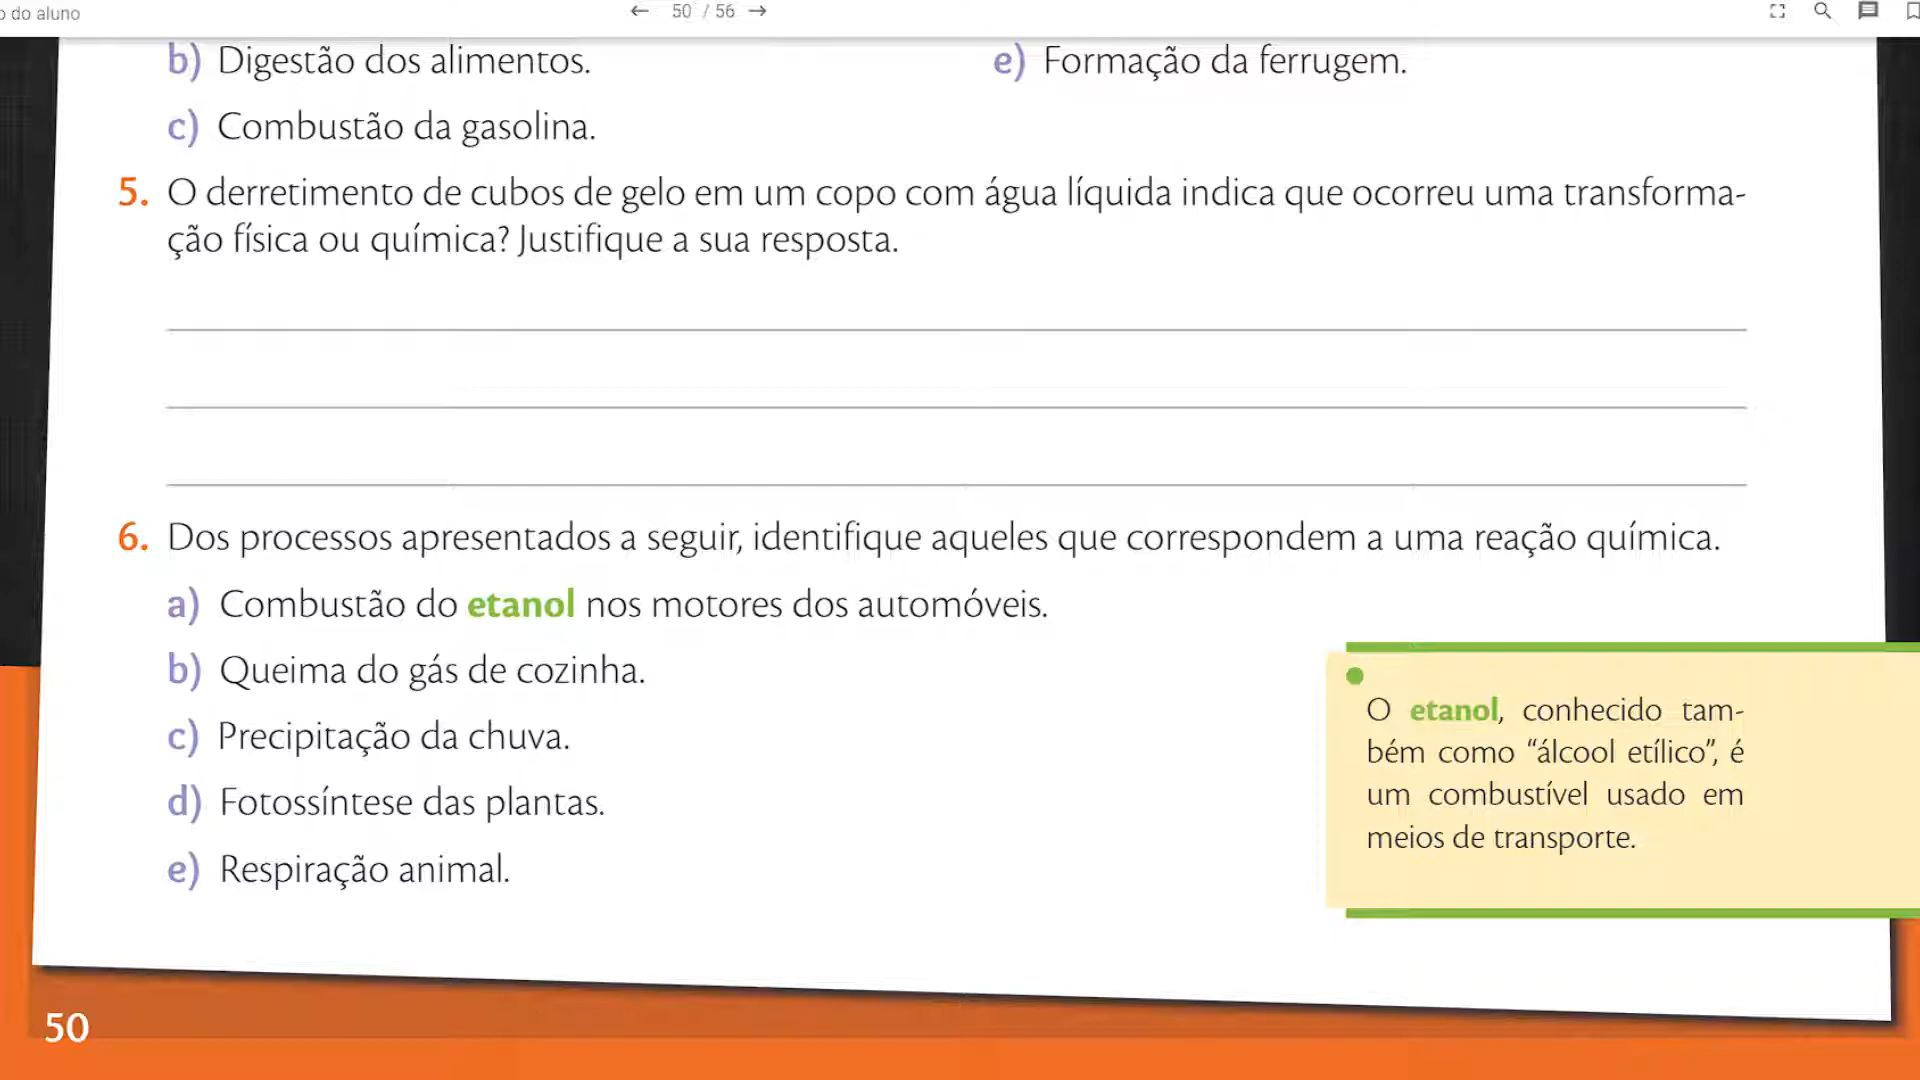 o do aluno
← 50 / 56 →
b) Digestão dos alimentos.
e) Formação da ferrugem.
c) Combustão da gasolina.
5. O derretimento de cubos de gelo em um copo com água líquida indica que ocorreu uma transforma-
ção física ou química? Justifique a sua resposta.
6. Dos processos apresentados a seguir, identifique aqueles que correspondem a uma reação química.
a) Combustão do etanol nos motores dos automóveis.
b) Queima do gás de cozinha.
c) Precipitação da chuva.
d) Fotossíntese das plantas.
e) Respiração animal.
O etanol, conhecido tam-
bém como “álcool etílico”, é
um combustível usado em
meios de transporte.
50